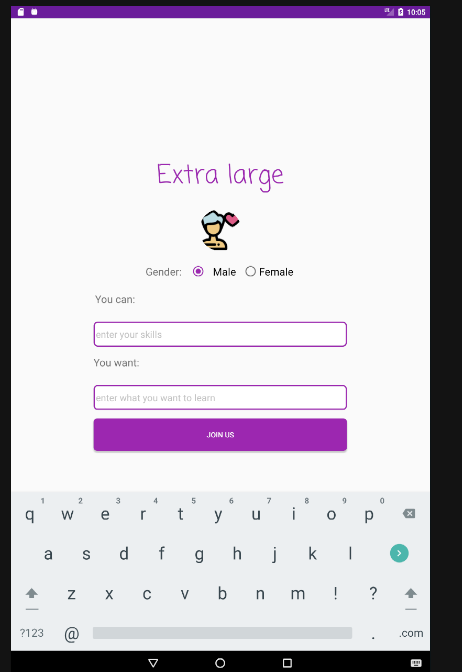 10:05
Extra large
Gender: Male Female
You can:
enter your skills
You want:
enter what you want to learn
JOIN US
1 2 3 4 5 6 7 8 9 0
q w e r t y u i o p
a s d f g h j k l
z x c v b n m ! ?
?123 @ . .com